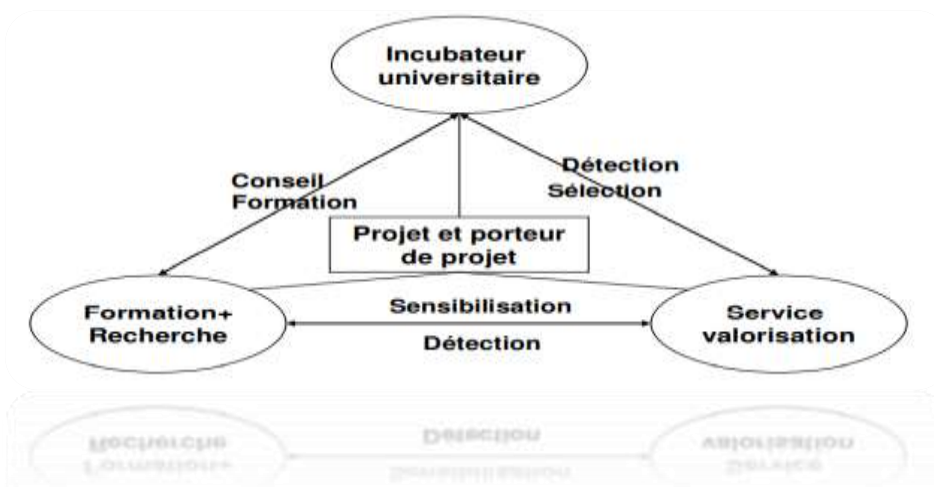 Incubateur
universitaire
Détection
Sélection
Conseil
Formation
Projet et porteur
de projet
Formation+
Recherche
Sensibilisation
Détection
Service
valorisation